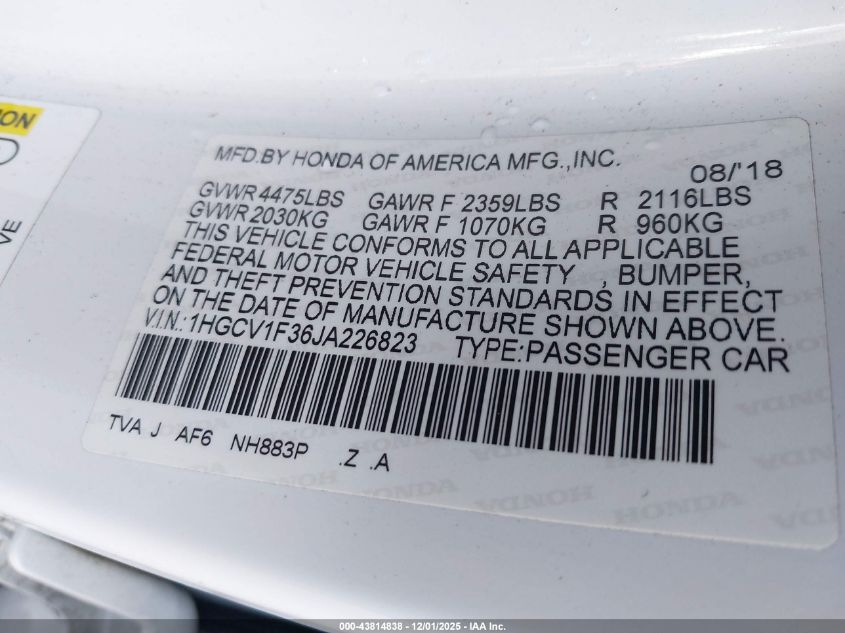 ION
VE
MFD.BY HONDA OF AMERICA MFG.,INC. 08/'18
GVWR 4475LBS GAWR F 2359LBS R 2116LBS
GVWR 2030KG GAWR F 1070KG R 960KG
THIS VEHICLE CONFORMS TO ALL APPLICABLE
FEDERAL MOTOR VEHICLE SAFETY , BUMPER,
AND THEFT PREVENTION STANDARDS IN EFFECT
ON THE DATE OF MANUFACTURE SHOWN ABOVE.
V.I.N.:1HGCV1F36JA226823 TYPE:PASSENGER CAR
TVA J AF6 NH883P .Z .A
HONDA HONDA HONDA HONDA
000-43814838 - 12/01/2025 - IAA Inc.